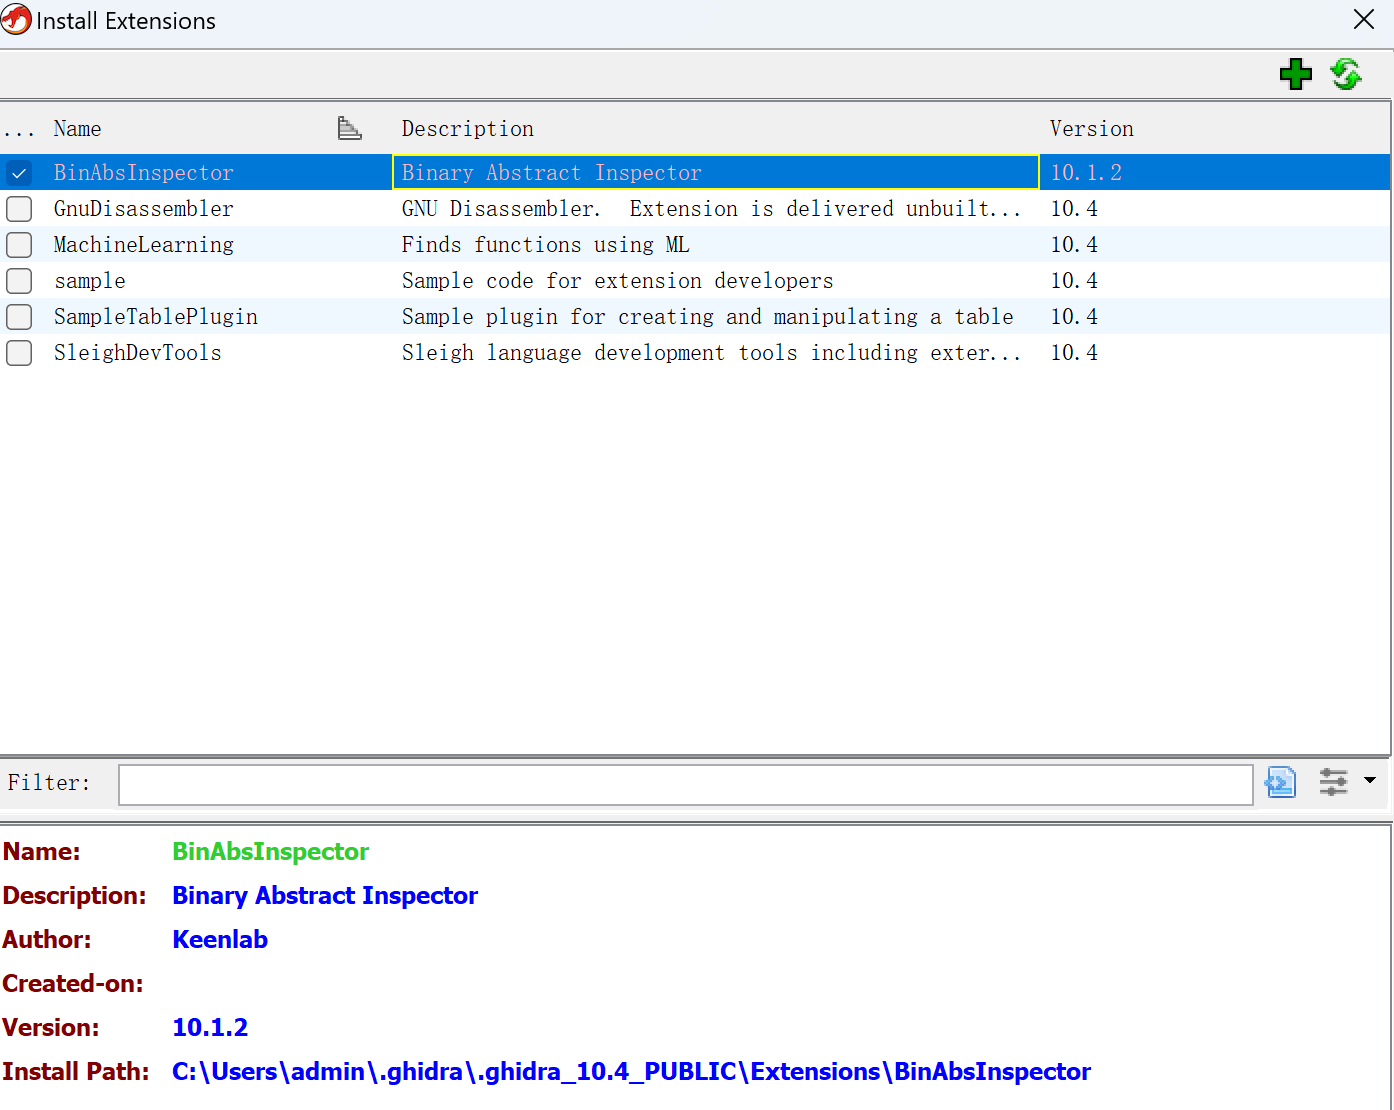 Install Extensions
... Name Description Version
BinAbsInspector Binary Abstract Inspector 10.1.2
GnuDisassembler GNU Disassembler.  Extension is delivered unbuilt... 10.4
MachineLearning Finds functions using ML 10.4
sample Sample code for extension developers 10.4
SampleTablePlugin Sample plugin for creating and manipulating a table 10.4
SleighDevTools Sleigh language development tools including exter... 10.4
Filter:
Name: BinAbsInspector
Description: Binary Abstract Inspector
Author: Keenlab
Created-on:
Version: 10.1.2
Install Path: C:\Users\admin\.ghidra\.ghidra_10.4_PUBLIC\Extensions\BinAbsInspector